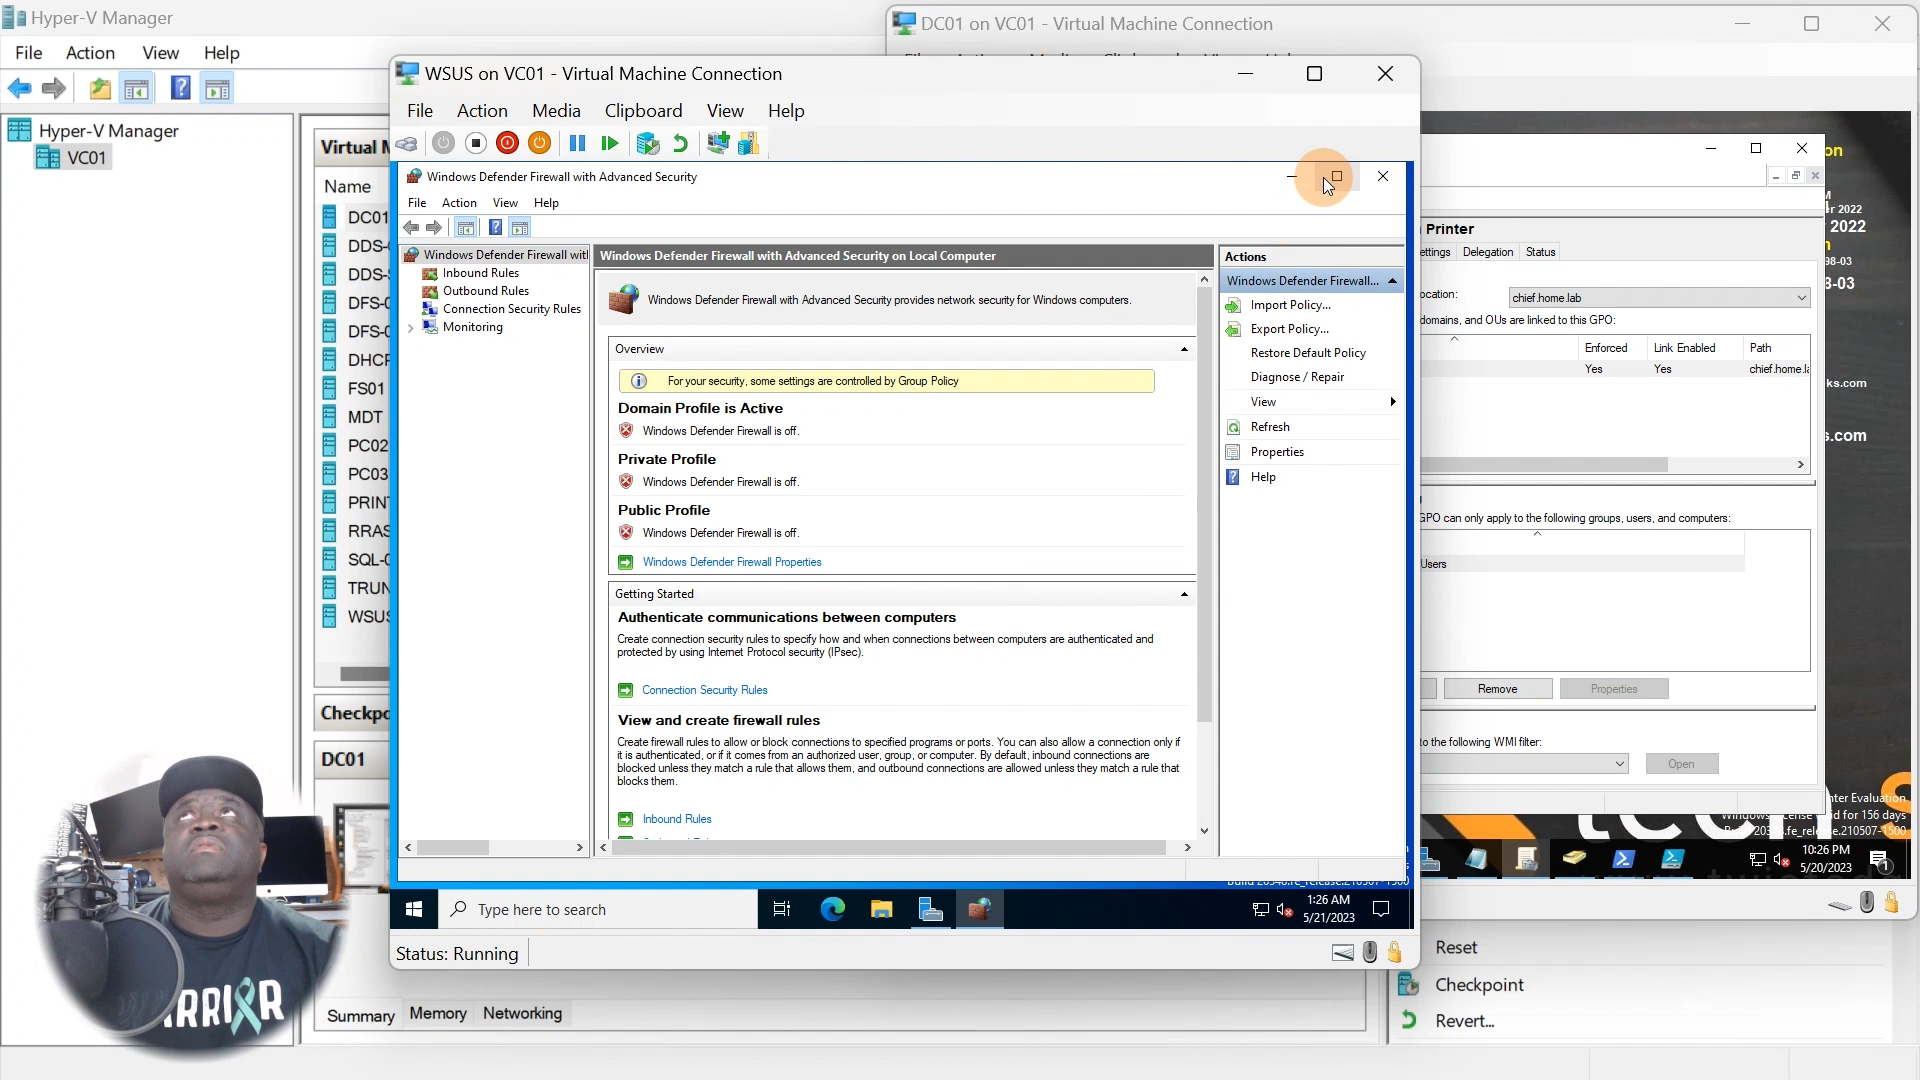 Hyper-V Manager
File Action View Help
Hyper-V Manager
VC01
Name
DC01
FS01
MDT
PC02
PC03
DC01
Summary Memory Networking
DC01 on VC01 - Virtual Machine Connection
WSUS on VC01 - Virtual Machine Connection
File Action Media Clipboard View Help
Windows Defender Firewall with Advanced Security
File Action View Help
Windows Defender Firewall wit
Inbound Rules
Outbound Rules
Connection Security Rules
Monitoring
Windows Defender Firewall with Advanced Security on Local Computer
Windows Defender Firewall with Advanced Security provides network security for Windows computers.
Overview
For your security, some settings are controlled by Group Policy
Domain Profile is Active
Windows Defender Firewall is off.
Private Profile
Windows Defender Firewall is off.
Public Profile
Windows Defender Firewall is off.
Windows Defender Firewall Properties
Getting Started
Authenticate communications between computers
Create connection security rules to specify how and when connections between computers are authenticated and
protected by using Internet Protocol security (IPsec).
Connection Security Rules
View and create firewall rules
Create firewall rules to allow or block connections to specified programs or ports. You can also allow a connection only if
it is authenticated, or if it comes from an authorized user, group, or computer. By default, inbound connections are
blocked unless they match a rule that allows them, and outbound connections are allowed unless they match a rule that
blocks them.
Inbound Rules
Actions
Windows Defender Firewall...
Import Policy...
Export Policy...
Restore Default Policy
Diagnose / Repair
View
Refresh
Properties
Help
Type here to search
1:26 AM
5/21/2023
Status: Running
Printer
Delegation Status
chief.home.lab
domains, and OUs are linked to this GPO:
Enforced Link Enabled Path
Yes Yes chief.home.la
GPO can only apply to the following groups, users, and computers:
Users
Remove Properties
to the following WMI filter:
Open
2022
2022
10:26 PM
5/20/2023
1
Reset
Checkpoint
Revert...